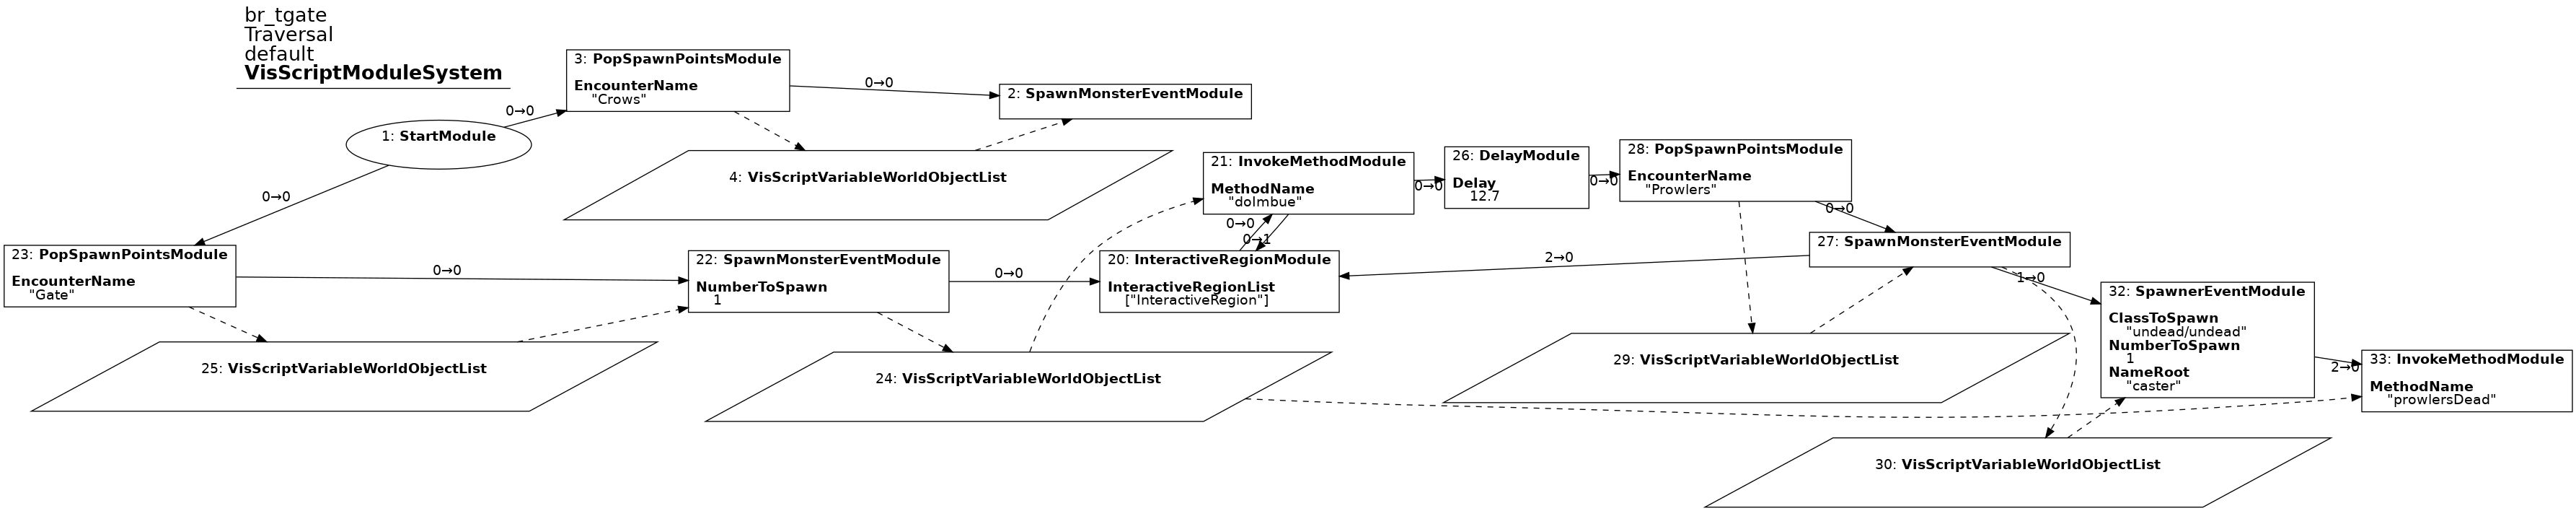 br_tgate
Traversal
default
VisScriptModuleSystem
1: StartModule
0→0
0→0
3: PopSpawnPointsModule
EncounterName
"Crows"
0→0
2: SpawnMonsterEventModule
4: VisScriptVariableWorldObjectList
23: PopSpawnPointsModule
EncounterName
"Gate"
0→0
25: VisScriptVariableWorldObjectList
22: SpawnMonsterEventModule
NumberToSpawn
1
0→0
24: VisScriptVariableWorldObjectList
20: InteractiveRegionModule
InteractiveRegionList
["InteractiveRegion"]
0→0
0→1
21: InvokeMethodModule
MethodName
"doImbue"
0→0
26: DelayModule
Delay
12.7
0→0
28: PopSpawnPointsModule
EncounterName
"Prowlers"
0→0
27: SpawnMonsterEventModule
2→0
1→0
29: VisScriptVariableWorldObjectList
32: SpawnerEventModule
ClassToSpawn
"undead/undead"
NumberToSpawn
1
NameRoot
"caster"
2→0
33: InvokeMethodModule
MethodName
"prowlersDead"
30: VisScriptVariableWorldObjectList